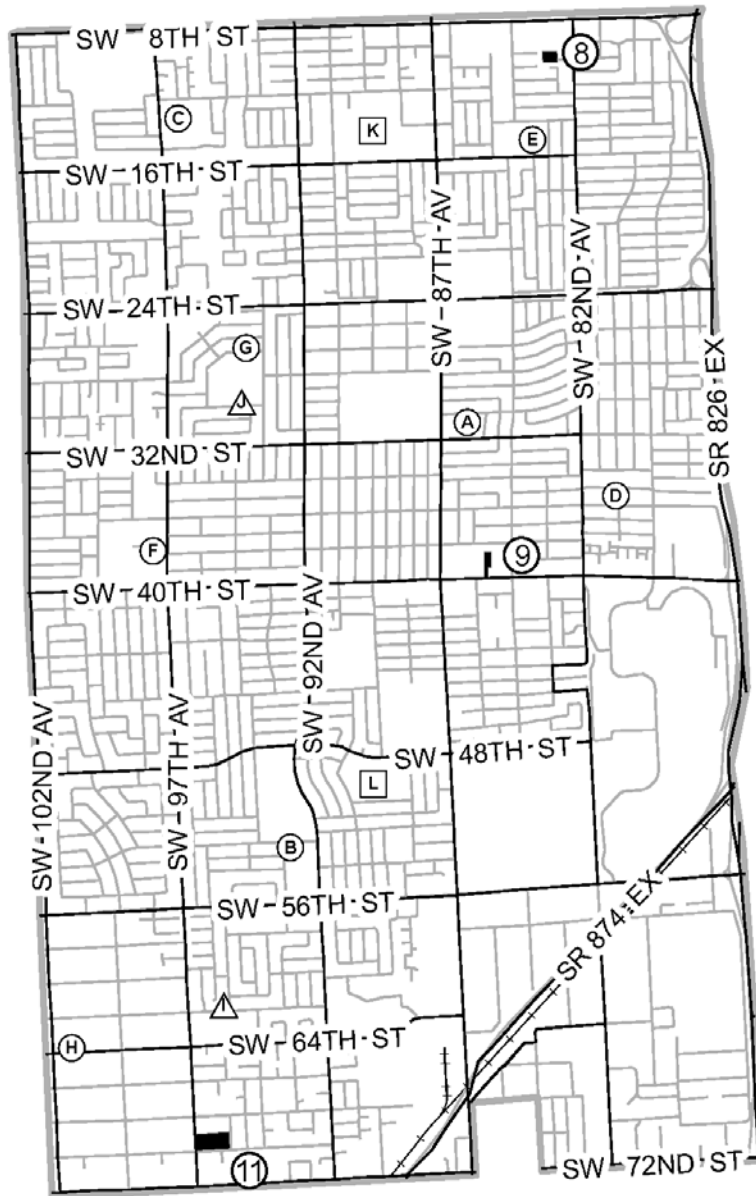 SW 8TH ST
8
C
K
E
SW 16TH ST
SW 87TH AV
SW 82ND AV
SW 24TH ST
G
J
A
SR 826 EX
SW 32ND ST
D
F
9
SW 40TH ST
SW 92ND AV
SW 102ND AV
SW 97TH AV
SW 48TH ST
L
B
SW 56TH ST
SR 874 EX
I
H
SW 64TH ST
11
SW 72ND ST